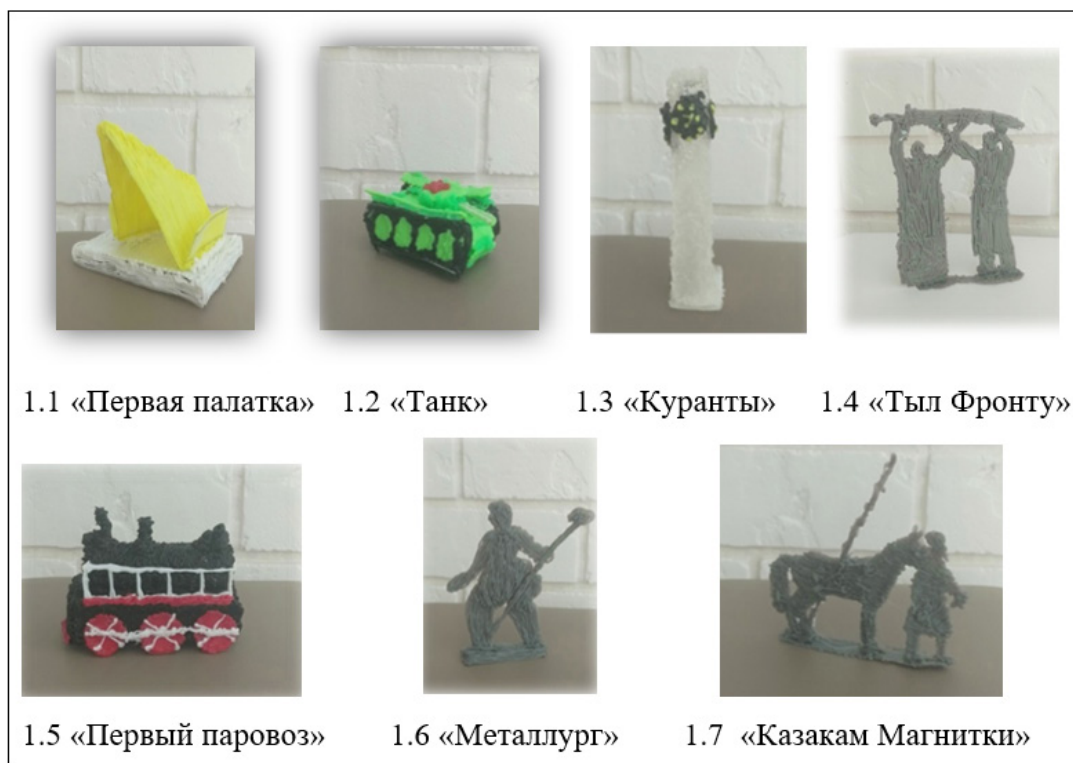 1.1 «Первая палатка» 1.2 «Танк» 1.3 «Куранты» 1.4 «Тыл Фронту»
1.5 «Первый паровоз» 1.6 «Металлург» 1.7 «Казакам Магнитки»